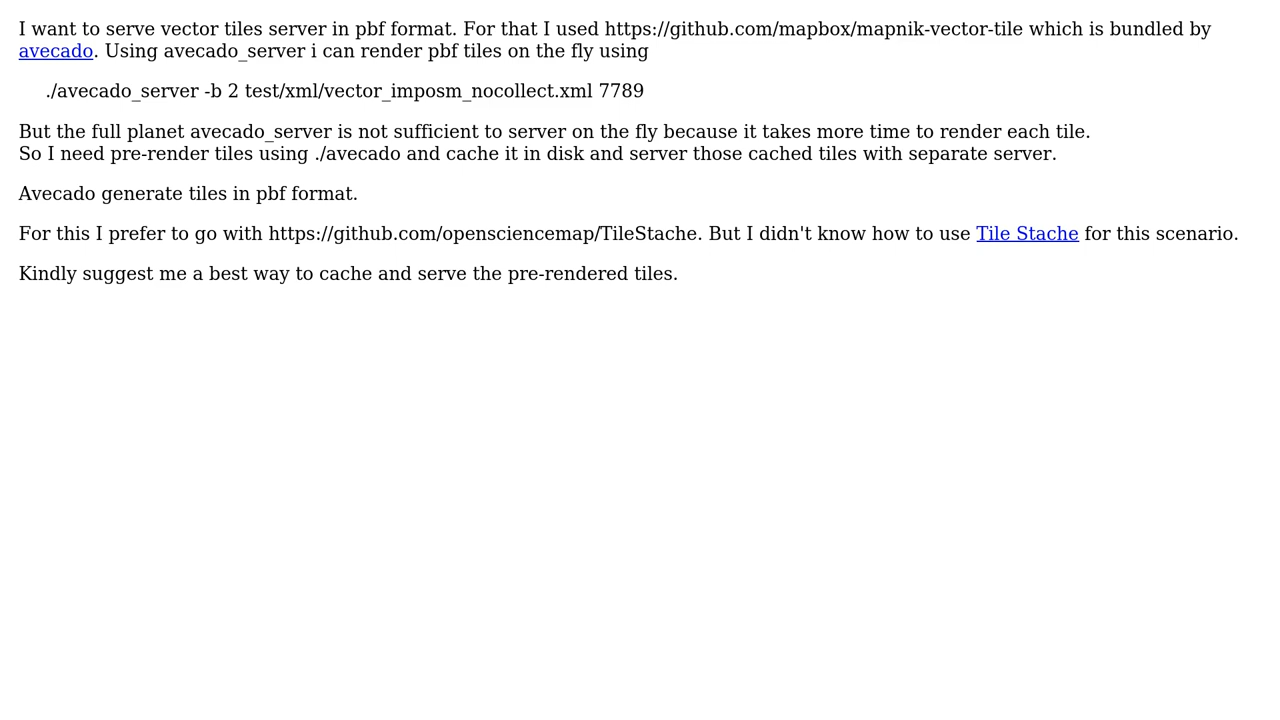 I want to serve vector tiles server in pbf format. For that I used https://github.com/mapbox/mapnik-vector-tile which is bundled by
avecado. Using avecado_server i can render pbf tiles on the fly using
./avecado_server -b 2 test/xml/vector_imposm_nocollect.xml 7789
But the full planet avecado_server is not sufficient to server on the fly because it takes more time to render each tile.
So I need pre-render tiles using ./avecado and cache it in disk and server those cached tiles with separate server.
Avecado generate tiles in pbf format.
For this I prefer to go with https://github.com/opensciencemap/TileStache. But I didn't know how to use Tile Stache for this scenario.
Kindly suggest me a best way to cache and serve the pre-rendered tiles.